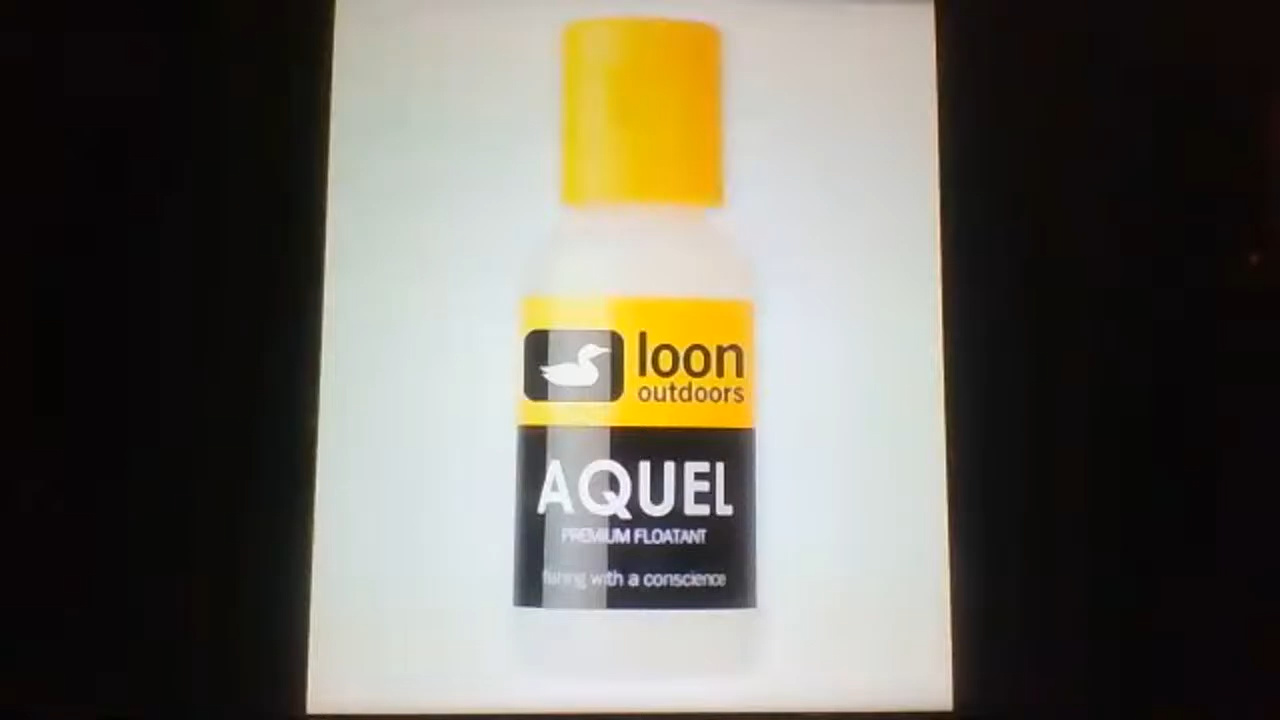 loon
outdoors
AQUEL
PREMIUM FLOATANT
fishing with a conscience